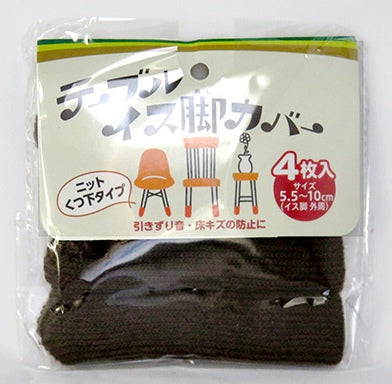 テーブル
イス脚カバー
ニット
くつ下タイプ
4枚入
サイズ
5.5~10cm
(イス脚 外周)
引きずり音・床キズの防止に